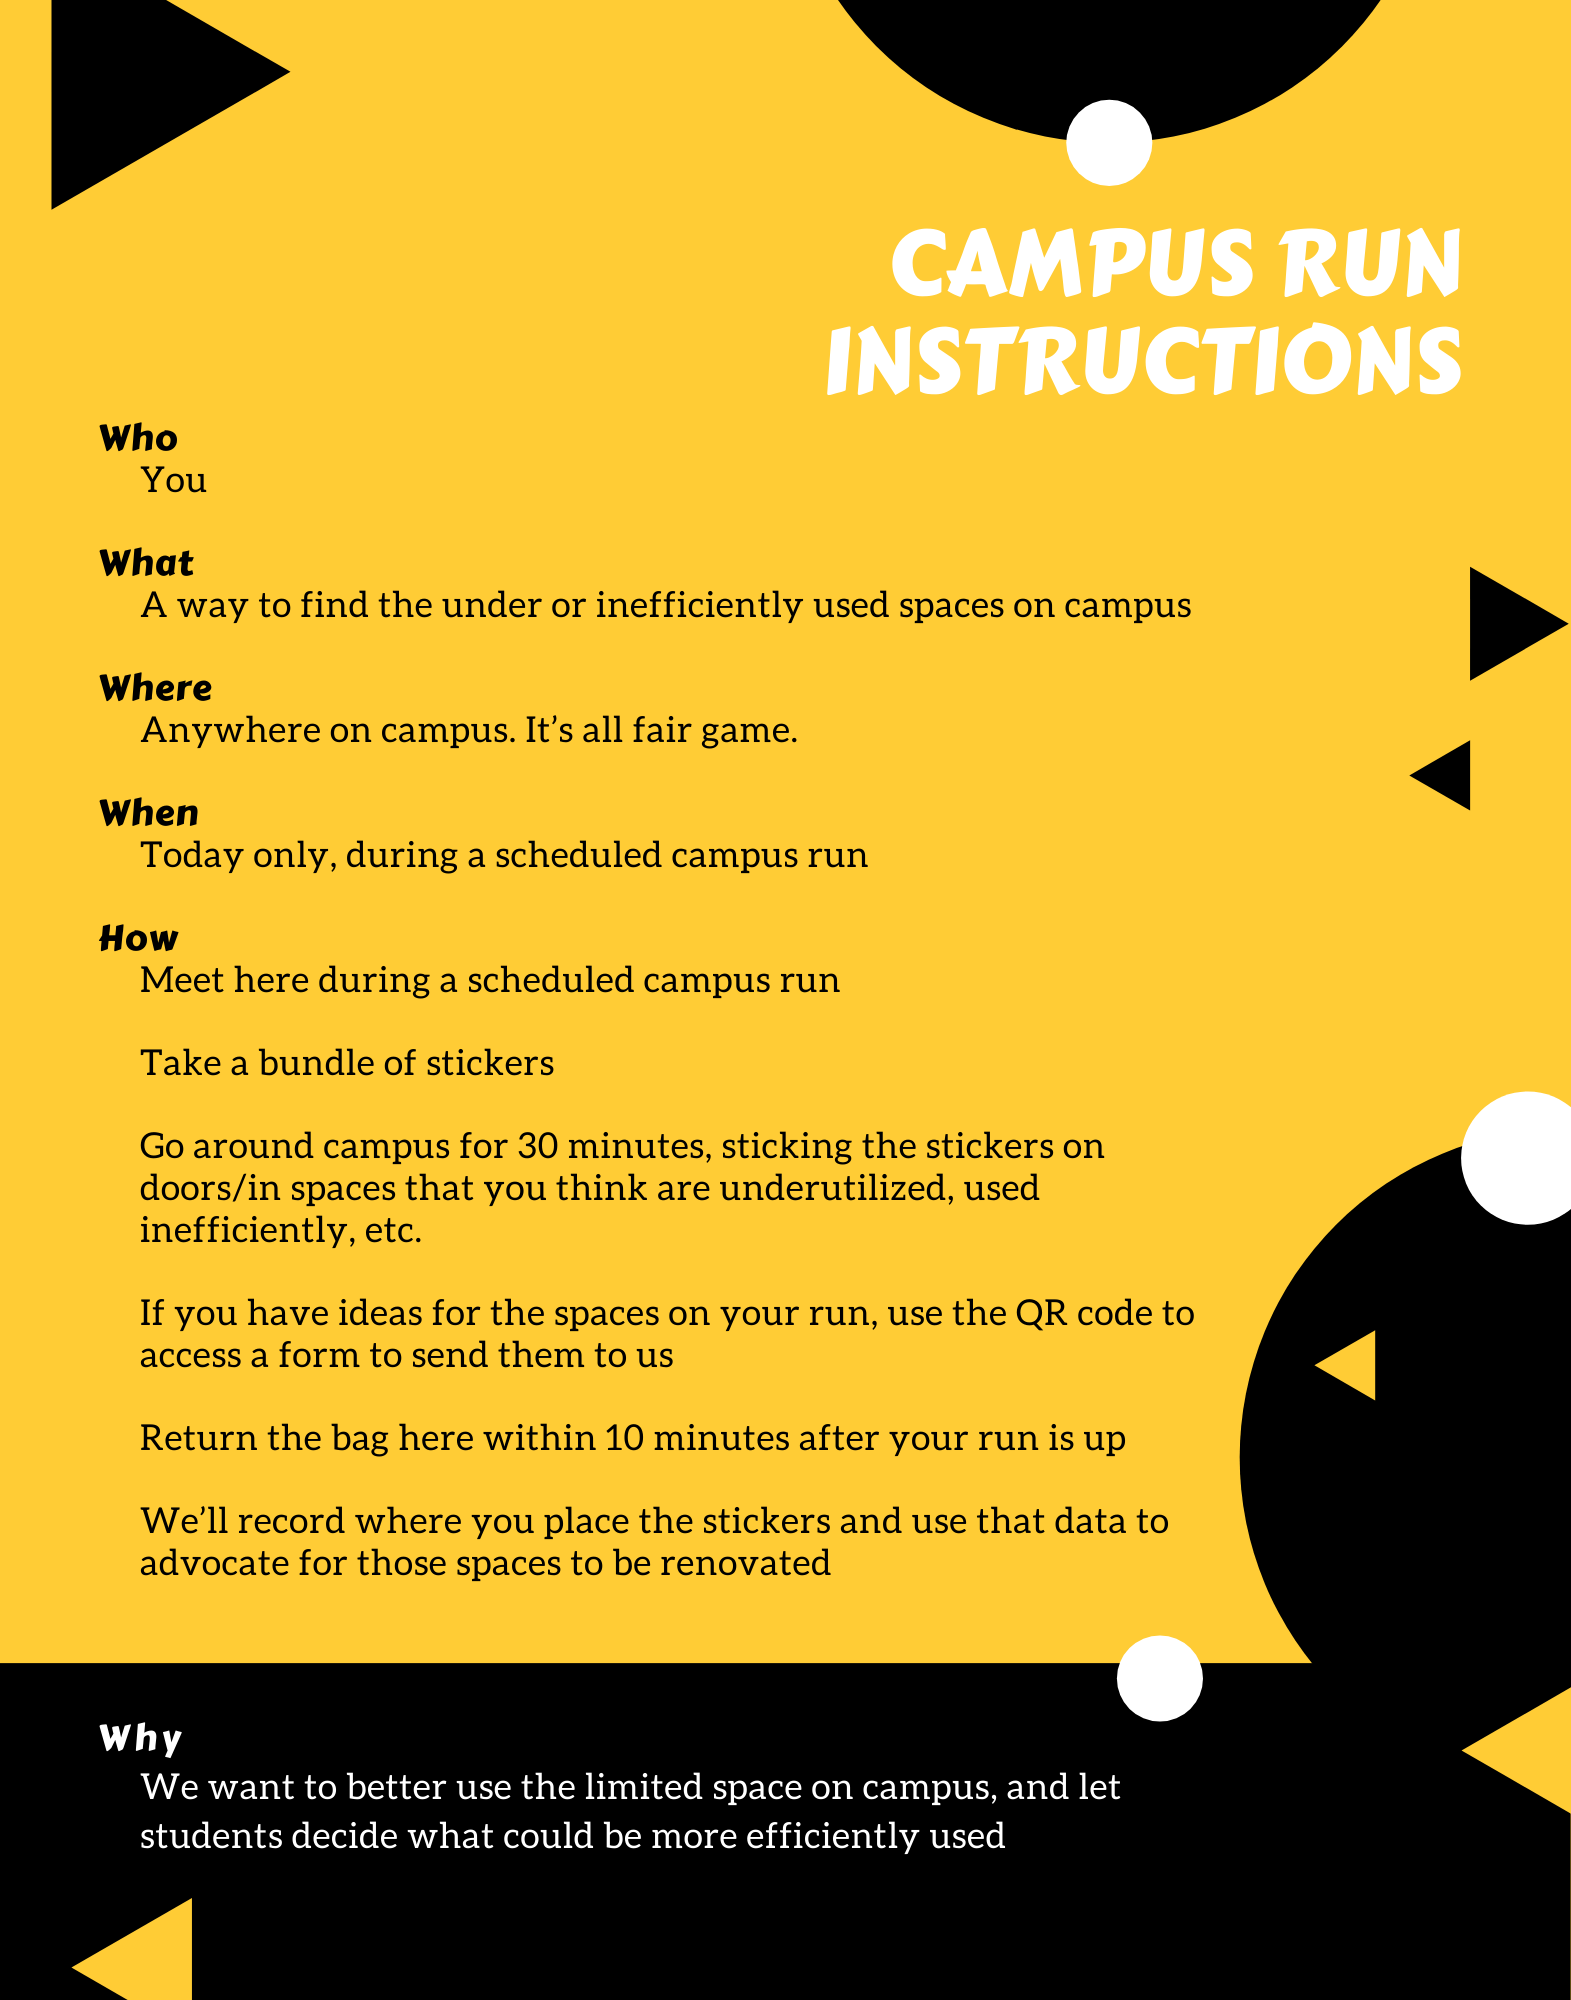 CAMPUS RUN
INSTRUCTIONS
Who
You
What
A way to find the under or inefficiently used spaces on campus
Where
Anywhere on campus. It’s all fair game.
When
Today only, during a scheduled campus run
How
Meet here during a scheduled campus run
Take a bundle of stickers
Go around campus for 30 minutes, sticking the stickers on
doors/in spaces that you think are underutilized, used
inefficiently, etc.
If you have ideas for the spaces on your run, use the QR code to
access a form to send them to us
Return the bag here within 10 minutes after your run is up
We’ll record where you place the stickers and use that data to
advocate for those spaces to be renovated
Why
We want to better use the limited space on campus, and let
students decide what could be more efficiently used